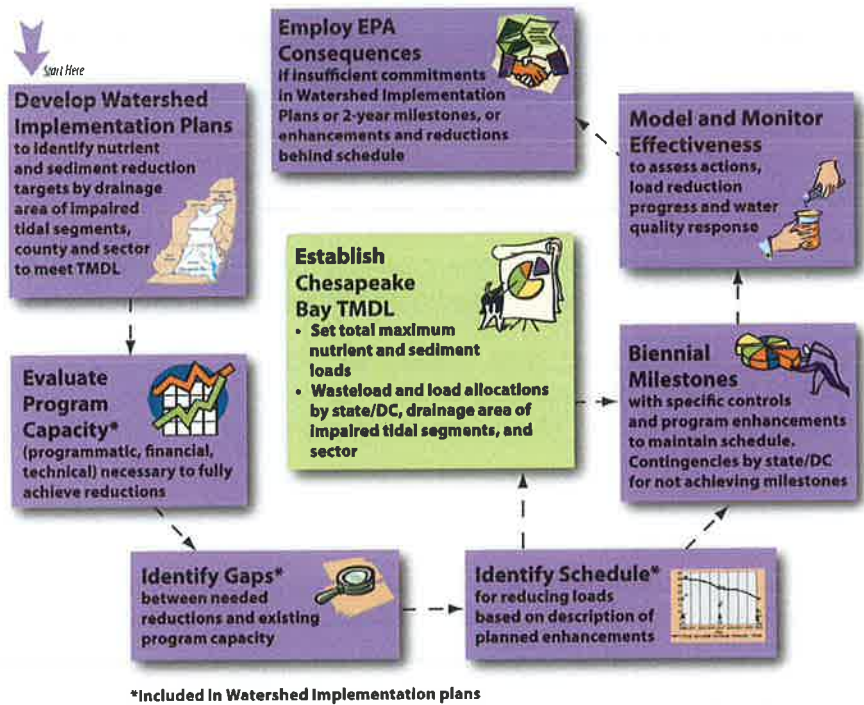 Start Here
Develop Watershed
Implementation Plans
to identify nutrient
and sediment reduction
targets by drainage
area of impaired
tidal segments,
county and sector
to meet TMDL
Evaluate
Program
Capacity*
(programmatic, financial,
technical) necessary to fully
achieve reductions
Identify Gaps*
between needed
reductions and existing
program capacity
Identify Schedule*
for reducing loads
based on description of
planned enhancements
Establish
Chesapeake
Bay TMDL
• Set total maximum
nutrient and sediment
loads
• Wasteload and load allocations
by state/DC, drainage area of
impaired tidal segments, and
sector
Biennial
Milestones
with specific controls
and program enhancements
to maintain schedule.
Contingencies by state/DC
for not achieving milestones
Model and Monitor
Effectiveness
to assess actions,
load reduction
progress and water
quality response
Employ EPA
Consequences
if insufficient commitments
in Watershed Implementation
Plans or 2-year milestones, or
enhancements and reductions
behind schedule
*Included in Watershed Implementation plans